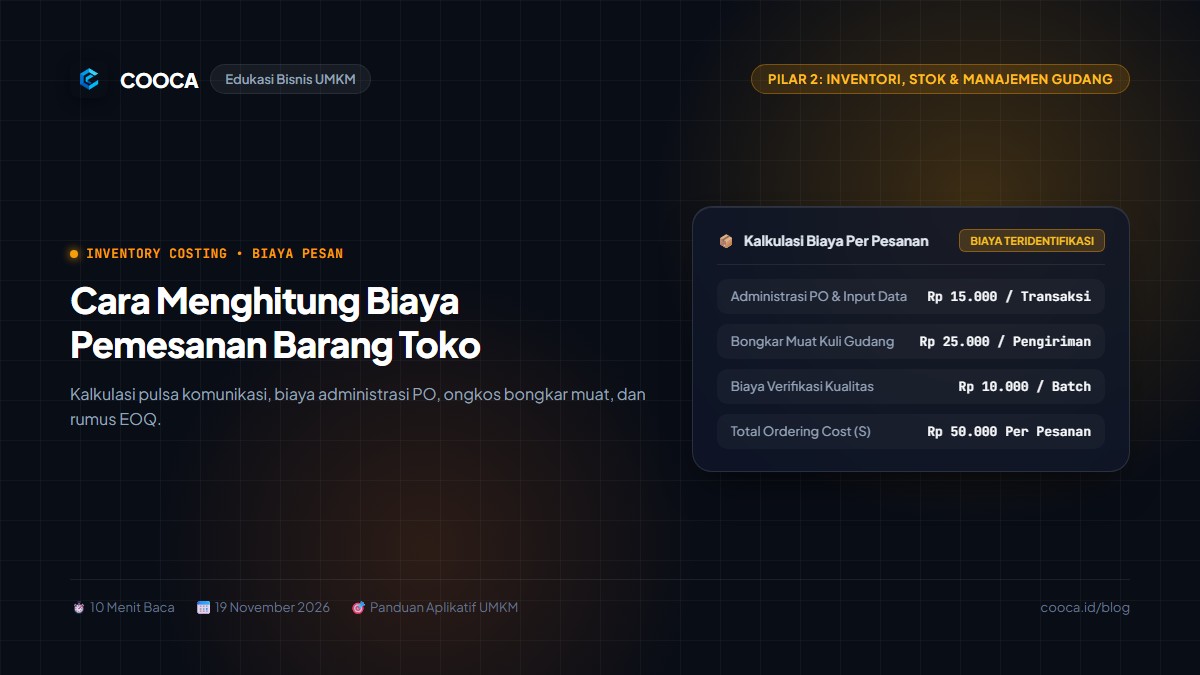 COOCA
Edukasi Bisnis UMKM
PILAR 2: INVENTORI, STOK & MANAJEMEN GUDANG
INVENTORY COSTING • BIAYA PESAN
Cara Menghitung Biaya
Pemesanan Barang Toko
Kalkulasi pulsa komunikasi, biaya administrasi PO, ongkos bongkar muat, dan
rumus EOQ.
Kalkulasi Biaya Per Pesanan
BIAYA TERIDENTIFIKASI
Administrasi PO & Input Data Rp 15.000 / Transaksi
Bongkar Muat Kuli Gudang Rp 25.000 / Pengiriman
Biaya Verifikasi Kualitas Rp 10.000 / Batch
Total Ordering Cost (S) Rp 50.000 Per Pesanan
10 Menit Baca
19 November 2026
Panduan Aplikatif UMKM
cooca.id/blog